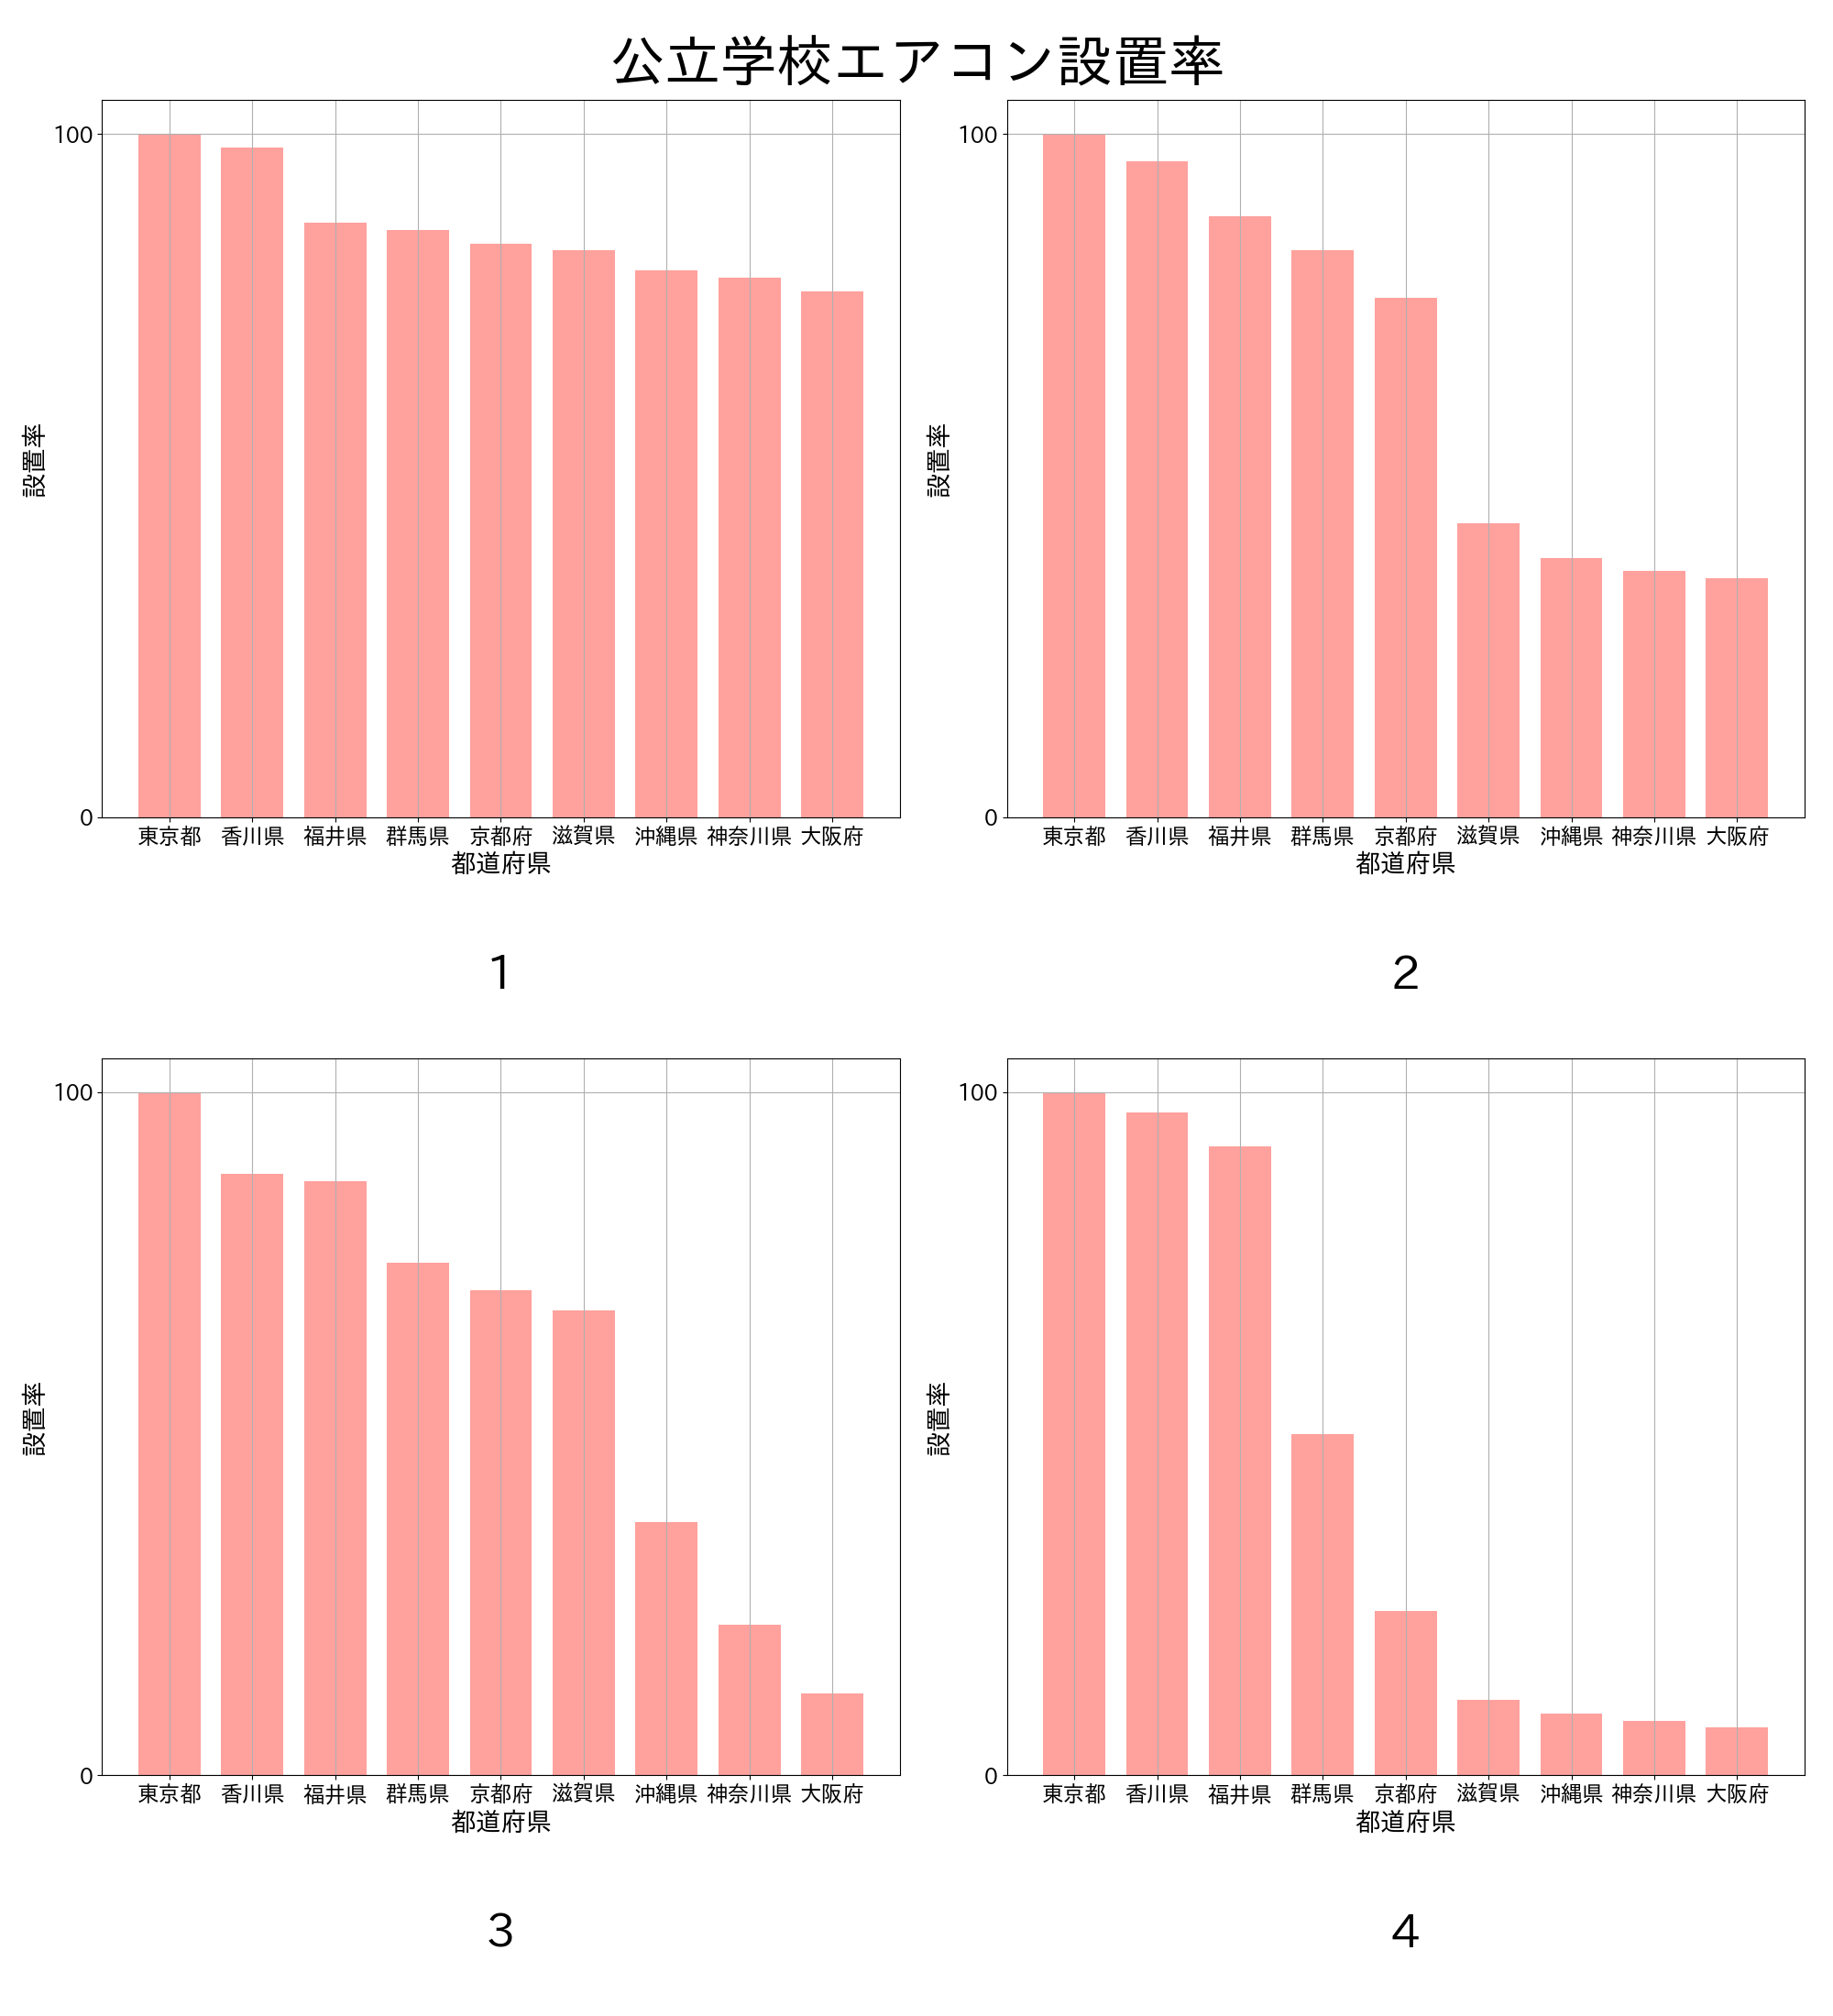 公立学校エアコン設置率
100
0
設置率
東京都 香川県 福井県 群馬県 京都府 滋賀県 沖縄県 神奈川県 大阪府
都道府県
1
100
0
設置率
東京都 香川県 福井県 群馬県 京都府 滋賀県 沖縄県 神奈川県 大阪府
都道府県
2
100
0
設置率
東京都 香川県 福井県 群馬県 京都府 滋賀県 沖縄県 神奈川県 大阪府
都道府県
3
100
0
設置率
東京都 香川県 福井県 群馬県 京都府 滋賀県 沖縄県 神奈川県 大阪府
都道府県
4